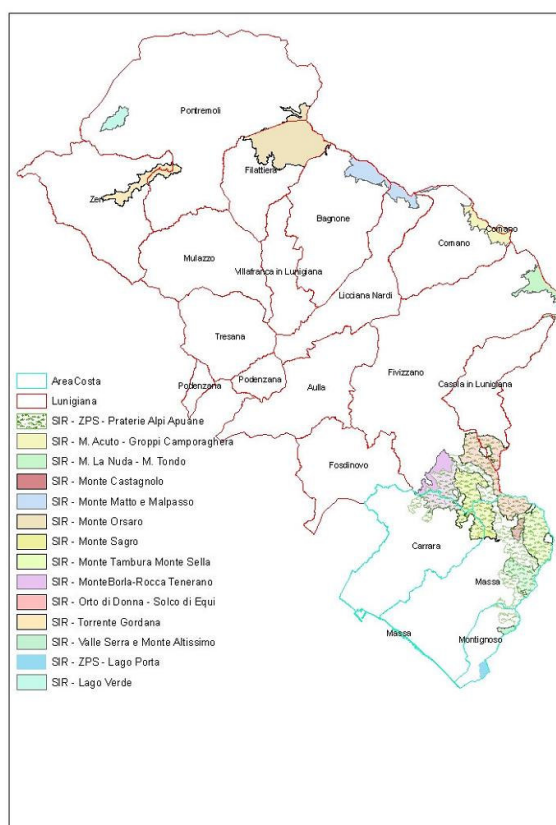 Pontremoli
Zeri
Filattiera
Bagnone
Comano
Comano
Mulazzo
Villafranca in Lunigiana
Licciana Nardi
Tresana
Podenzana
Podenzana
Aulla
Fivizzano
Casola in Lunigiana
Fosdinovo
Carrara
Massa
Massa
Montignoso
AreaCosta
Lunigiana
SIR - ZPS - Praterie Alpi Apuane
SIR - M. Acuto - Groppi Camporaghera
SIR - M. La Nuda - M. Tondo
SIR - Monte Castagnolo
SIR - Monte Matto e Malpasso
SIR - Monte Orsaro
SIR - Monte Sagro
SIR - Monte Tambura Monte Sella
SIR - MonteBorla-Rocca Tenerano
SIR - Orto di Donna - Solco di Equi
SIR - Torrente Gordana
SIR - Valle Serra e Monte Altissimo
SIR - ZPS - Lago Porta
SIR - Lago Verde